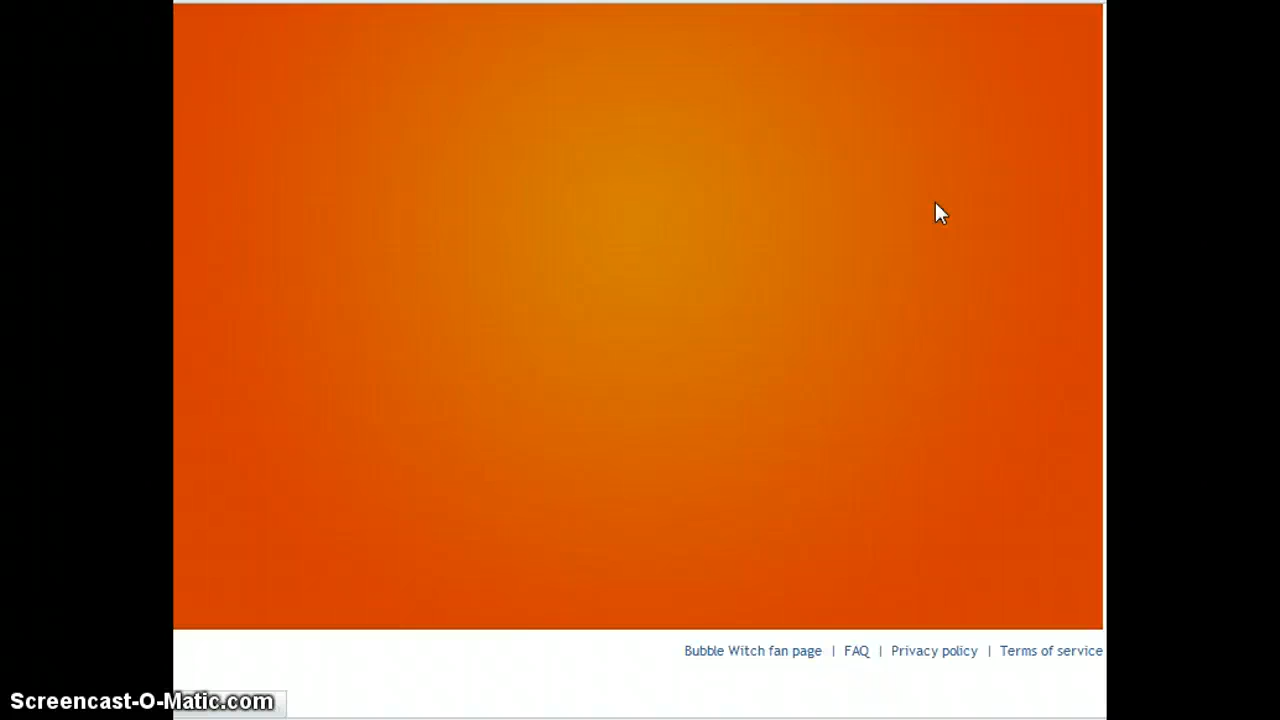 Bubble Witch fan page | FAQ | Privacy policy | Terms of service
Screencast-O-Matic.com